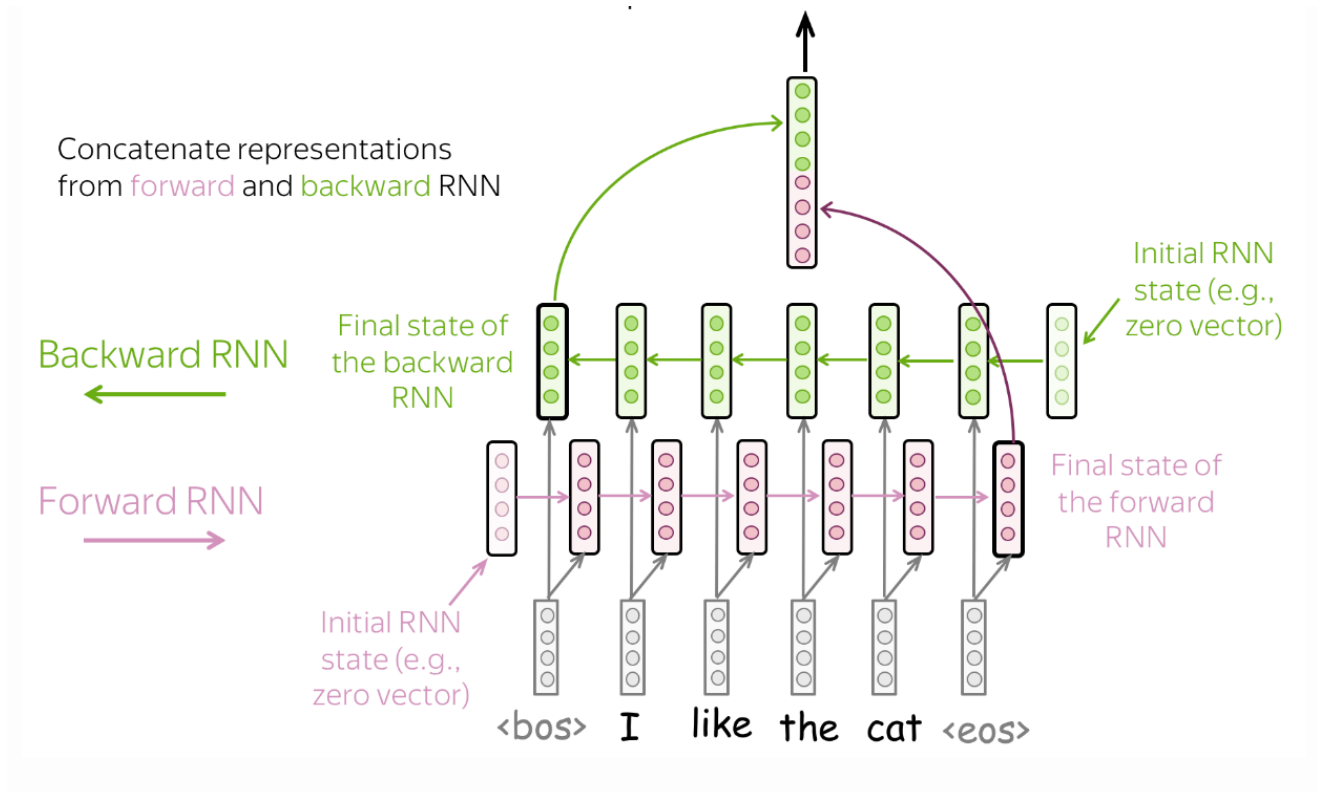 Concatenate representations
from forward and backward RNN
Initial RNN
state (e.g.,
zero vector)
Final state of
the backward
RNN
Backward RNN
Forward RNN
Final state of
the forward
RNN
Initial RNN
state (e.g.,
zero vector)
<bos> I like the cat <eos>